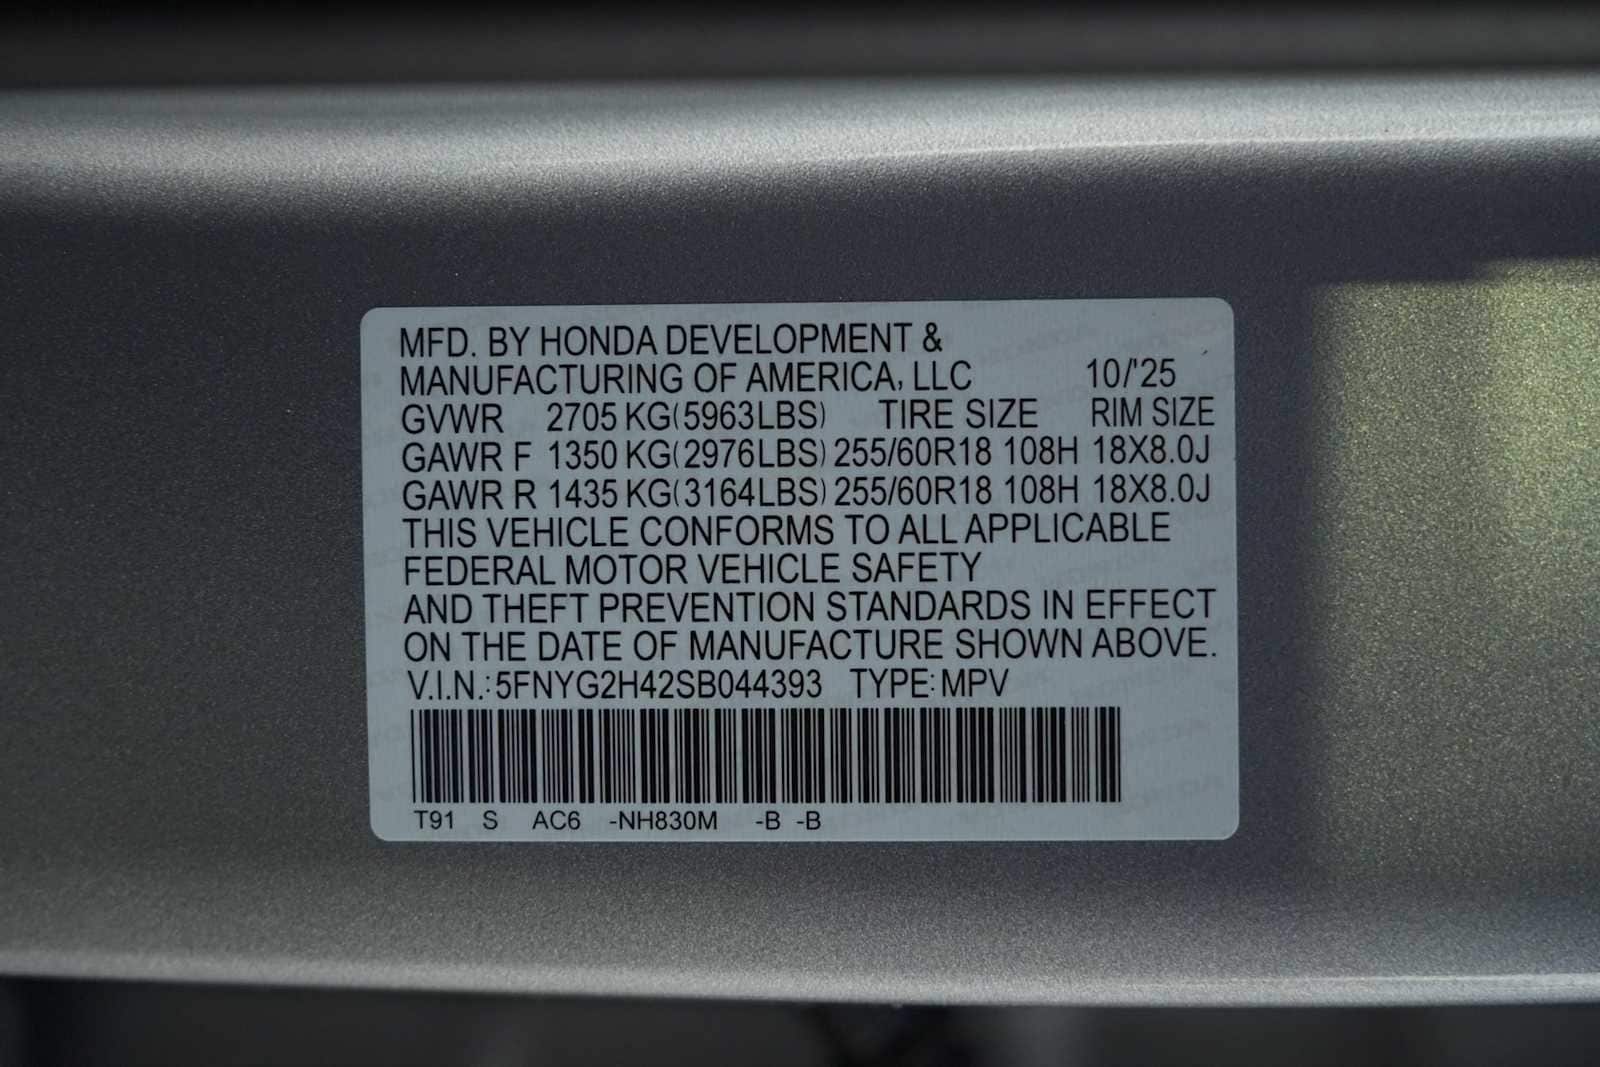 MFD. BY HONDA DEVELOPMENT &
MANUFACTURING OF AMERICA, LLC 10/'25
GVWR 2705 KG(5963LBS) TIRE SIZE RIM SIZE
GAWR F 1350 KG(2976LBS) 255/60R18 108H 18X8.0J
GAWR R 1435 KG(3164LBS) 255/60R18 108H 18X8.0J
THIS VEHICLE CONFORMS TO ALL APPLICABLE
FEDERAL MOTOR VEHICLE SAFETY
AND THEFT PREVENTION STANDARDS IN EFFECT
ON THE DATE OF MANUFACTURE SHOWN ABOVE.
V.I.N.: 5FNYG2H42SB044393 TYPE: MPV
T91 S AC6 -NH830M -B -B